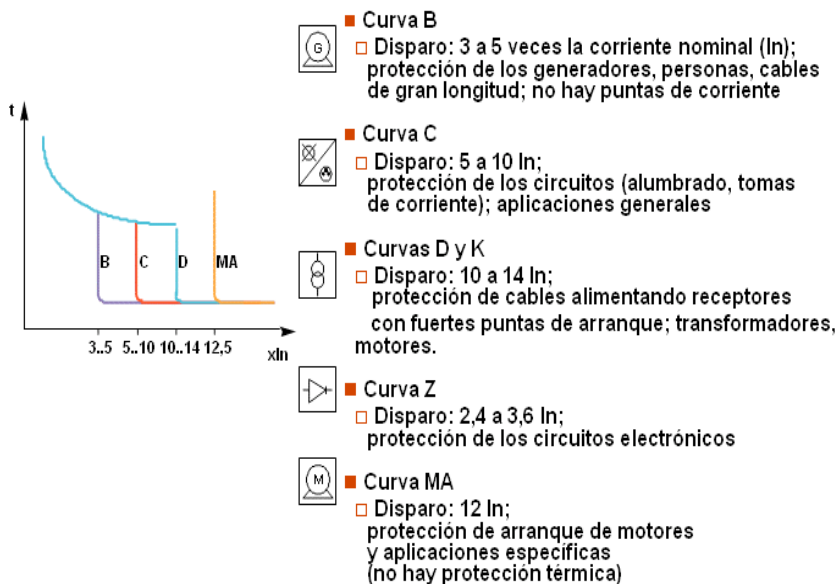 t
B
C
D
MA
3..5
5..10
10..14
12,5
xIn
G
Curva B
Disparo: 3 a 5 veces la corriente nominal (In);
protección de los generadores, personas, cables
de gran longitud; no hay puntas de corriente
Curva C
Disparo: 5 a 10 In;
protección de los circuitos (alumbrado, tomas
de corriente); aplicaciones generales
Curvas D y K
Disparo: 10 a 14 In;
protección de cables alimentando receptores
con fuertes puntas de arranque; transformadores,
motores.
Curva Z
Disparo: 2,4 a 3,6 In;
protección de los circuitos electrónicos
M
Curva MA
Disparo: 12 In;
protección de arranque de motores
y aplicaciones específicas
(no hay protección térmica)